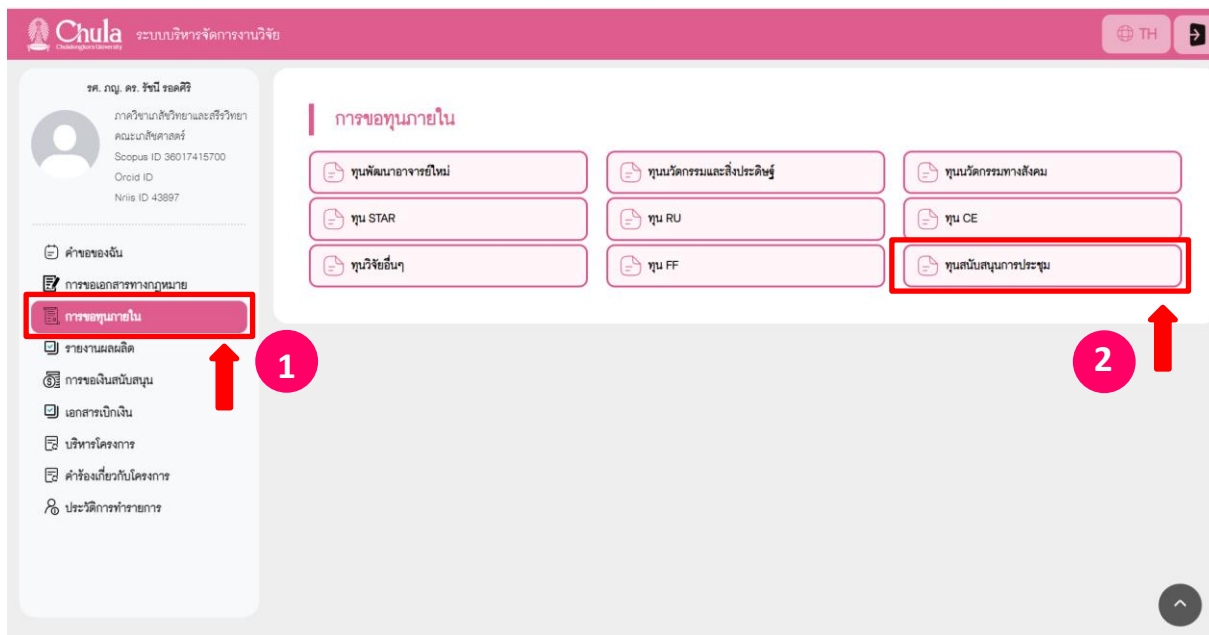 Chula
Chulalongkorn University
ระบบบริหารจัดการงานวิจัย
TH
รศ. ภญ. ดร. รัชนี รอดศิริ
ภาควิชาเภสัชวิทยาและสรีรวิทยา
คณะเภสัชศาสตร์
Scopus ID 36017415700
Orcid ID
Nriis ID 43897
คำขอของฉัน
การขอเอกสารทางกฎหมาย
การขอทุนภายใน
รายงานผลผลิต
การขอเงินสนับสนุน
เอกสารเบิกเงิน
บริหารโครงการ
คำร้องเกี่ยวกับโครงการ
ประวัติการทำรายการ
1
การขอทุนภายใน
ทุนพัฒนาอาจารย์ใหม่
ทุนนวัตกรรมและสิ่งประดิษฐ์
ทุนนวัตกรรมทางสังคม
ทุน STAR
ทุน RU
ทุน CE
ทุนวิจัยอื่นๆ
ทุน FF
ทุนสนับสนุนการประชุม
2